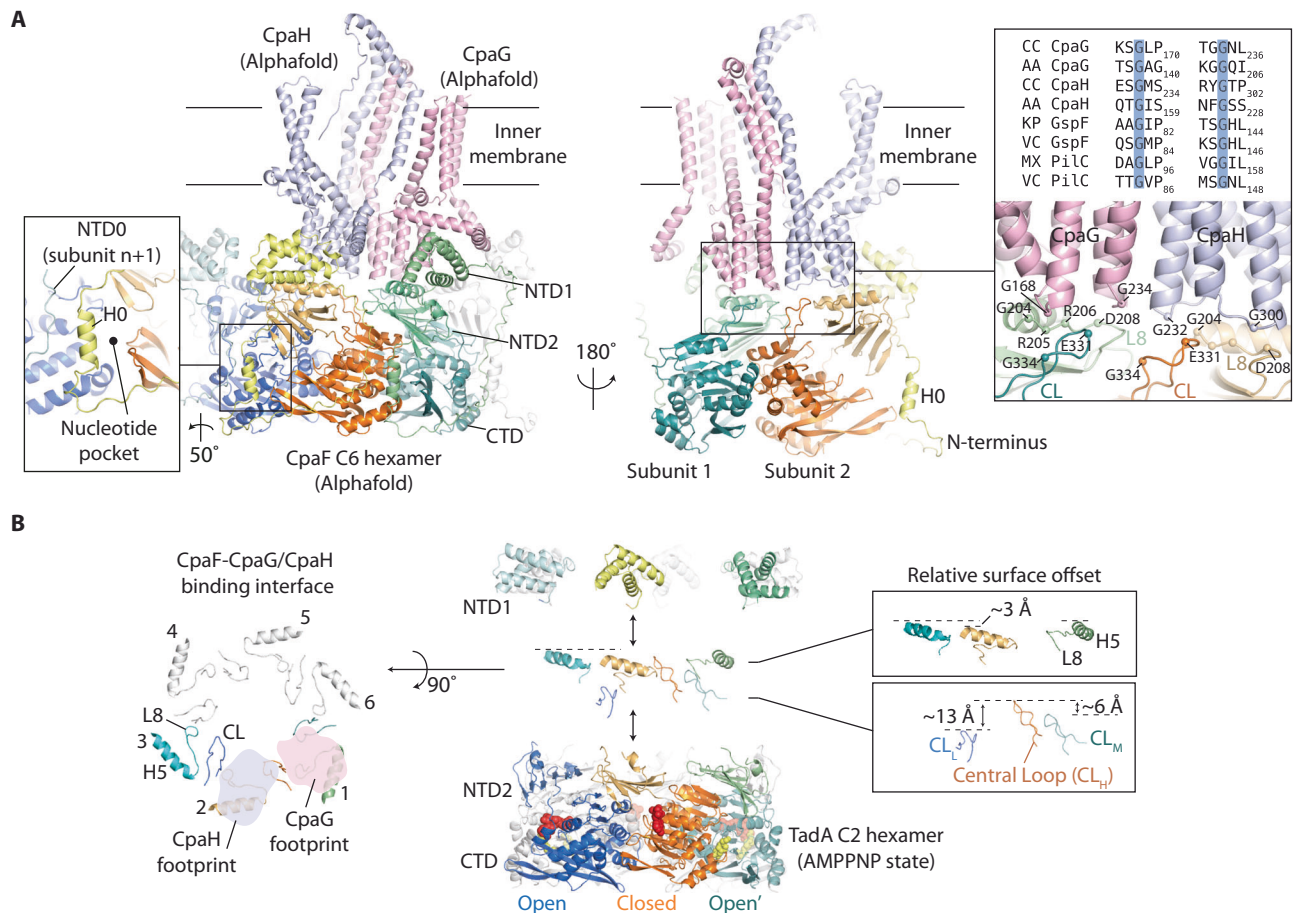 A
CpaH
(Alphafold)
CpaG
(Alphafold)
Inner
membrane
NTD0
(subunit n+1)
H0
Nucleotide
pocket
50°
NTD1
NTD2
CTD
CpaF C6 hexamer
(Alphafold)
180°
Inner
membrane
H0
N-terminus
Subunit 1
Subunit 2
CC CpaG KSGLP170 TGGNL236
AA CpaG TSGAG140 KGGQI206
CC CpaH ESGMS234 RYGTP302
AA CpaH QTGIS159 NFGSS228
KP GspF AAGIP82 TSGHL144
VC GspF QSGMP84 KSGHL146
MX PilC DAGLP96 VGGIL158
VC PilC TTGVP86 MSGNL148
CpaG
CpaH
G168
G234
G204
R206
D208
G204
G300
G232
R205
E331
L8
E331
L8
D208
G334
G334
CL
CL
B
CpaF-CpaG/CpaH
binding interface
5
4
6
L8
CL
3
H5
2
1
CpaH
footprint
CpaG
footprint
90°
NTD1
NTD2
CTD
Open
Closed
Open’
TadA C2 hexamer
(AMPPNP state)
Relative surface offset
~3 Å
H5
L8
~13 Å
~6 Å
CLL
CLM
Central Loop (CLH)